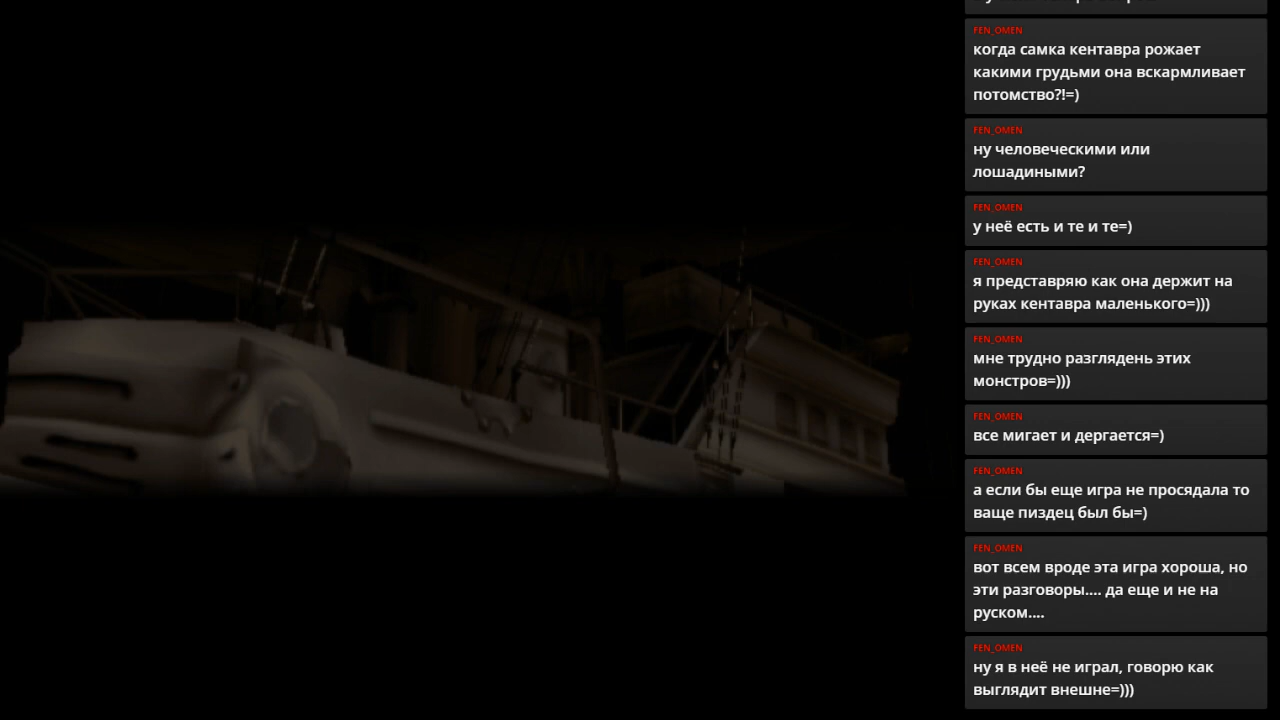 FEN_OMEN
когда самка кентавра рожает
какими грудьми она вскармливает
потомство?!=)
FEN_OMEN
ну человеческими или
лошадиными?
FEN_OMEN
у неё есть и те и те=)
FEN_OMEN
я представряю как она держит на
руках кентавра маленького=)))
FEN_OMEN
мне трудно разглядень этих
монстров=)))
FEN_OMEN
все мигает и дергается=)
FEN_OMEN
а если бы еще игра не просядала то
ваще пиздец был бы=)
FEN_OMEN
вот всем вроде эта игра хороша, но
эти разговоры.... да еще и не на
руском....
FEN_OMEN
ну я в неё не играл, говорю как
выглядит внешне=)))